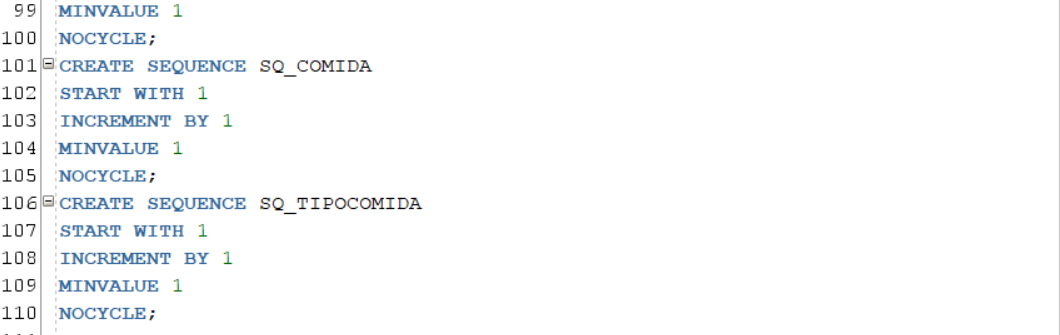 99 MINVALUE 1
100 NOCYCLE;
101 CREATE SEQUENCE SQ_COMIDA
102 START WITH 1
103 INCREMENT BY 1
104 MINVALUE 1
105 NOCYCLE;
106 CREATE SEQUENCE SQ_TIPOCOMIDA
107 START WITH 1
108 INCREMENT BY 1
109 MINVALUE 1
110 NOCYCLE;